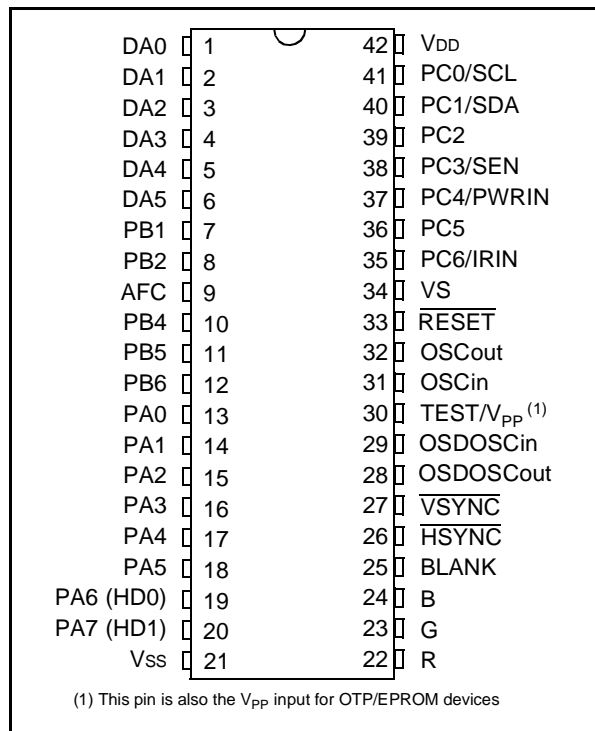 DA0 1 42 VDD
DA1 2 41 PC0/SCL
DA2 3 40 PC1/SDA
DA3 4 39 PC2
DA4 5 38 PC3/SEN
DA5 6 37 PC4/PWRIN
PB1 7 36 PC5
PB2 8 35 PC6/IRIN
AFC 9 34 VS
PB4 10 33 RESET
PB5 11 32 OSCout
PB6 12 31 OSCin
PA0 13 30 TEST/VPP (1)
PA1 14 29 OSDOSCin
PA2 15 28 OSDOSCout
PA3 16 27 VSYNC
PA4 17 26 HSYNC
PA5 18 25 BLANK
PA6 (HD0) 19 24 B
PA7 (HD1) 20 23 G
VSS 21 22 R
(1) This pin is also the VPP input for OTP/EPROM devices